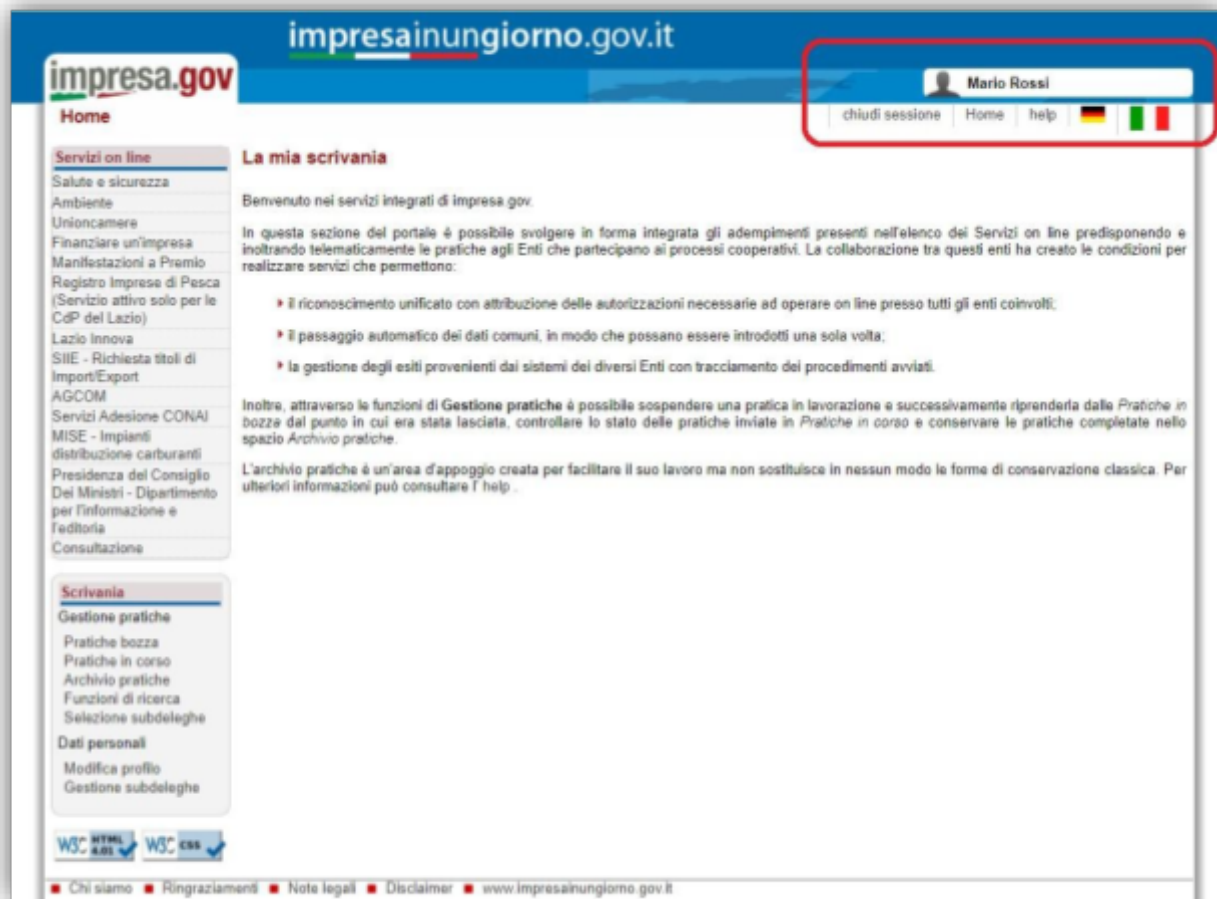 impresainungiorno.gov.it
impresa.gov
Mario Rossi
Home
chiudi sessione
Home
help
Servizi on line
Salute e sicurezza
Ambiente
Unioncamere
Finanziare un'impresa
Manifestazioni a Premio
Registro Imprese di Pesca
(Servizio attivo solo per le
CdP del Lazio)
Lazio Innova
SIIE - Richiesta titoli di
Import/Export
AGCOM
Servizi Adesione CONAI
MISE - Impianti
distribuzione carburanti
Presidenza del Consiglio
Dei Ministri - Dipartimento
per l'informazione e
l'editoria
Consultazione
La mia scrivania
Benvenuto nei servizi integrati di impresa.gov.
In questa sezione del portale é possibile svolgere in forma integrata gli adempimenti presenti nell'elenco dei Servizi on line predisponendo e
inoltrando telematicamente le pratiche agli Enti che partecipano ai processi cooperativi. La collaborazione tra questi enti ha creato le condizioni per
realizzare servizi che permettono:
il riconoscimento unificato con attribuzione delle autorizzazioni necessarie ad operare on line presso tutti gli enti coinvolti;
il passaggio automatico dei dati comuni, in modo che possano essere introdotti una sola volta;
la gestione degli esiti provenienti dai sistemi dei diversi Enti con tracciamento dei procedimenti avviati.
Inoltre, attraverso le funzioni di Gestione pratiche é possibile sospendere una pratica in lavorazione e successivamente riprenderla dalle Pratiche in
bozza dal punto in cui era stata lasciata, controllare lo stato delle pratiche inviate in Pratiche in corso e conservare le pratiche completate nello
spazio Archivio pratiche.
L'archivio pratiche é un'area d'appoggio creata per facilitare il suo lavoro ma non sostituisce in nessun modo le forme di conservazione classica. Per
ulteriori informazioni può consultare l' help .
Scrivania
Gestione pratiche
Pratiche bozza
Pratiche in corso
Archivio pratiche
Funzioni di ricerca
Selezione subdeleghe
Dati personali
Modifica profilo
Gestione subdeleghe
W3C HTML 4.01
W3C css
Chi siamo
Ringraziamenti
Note legali
Disclaimer
www.impresainungiorno.gov.it